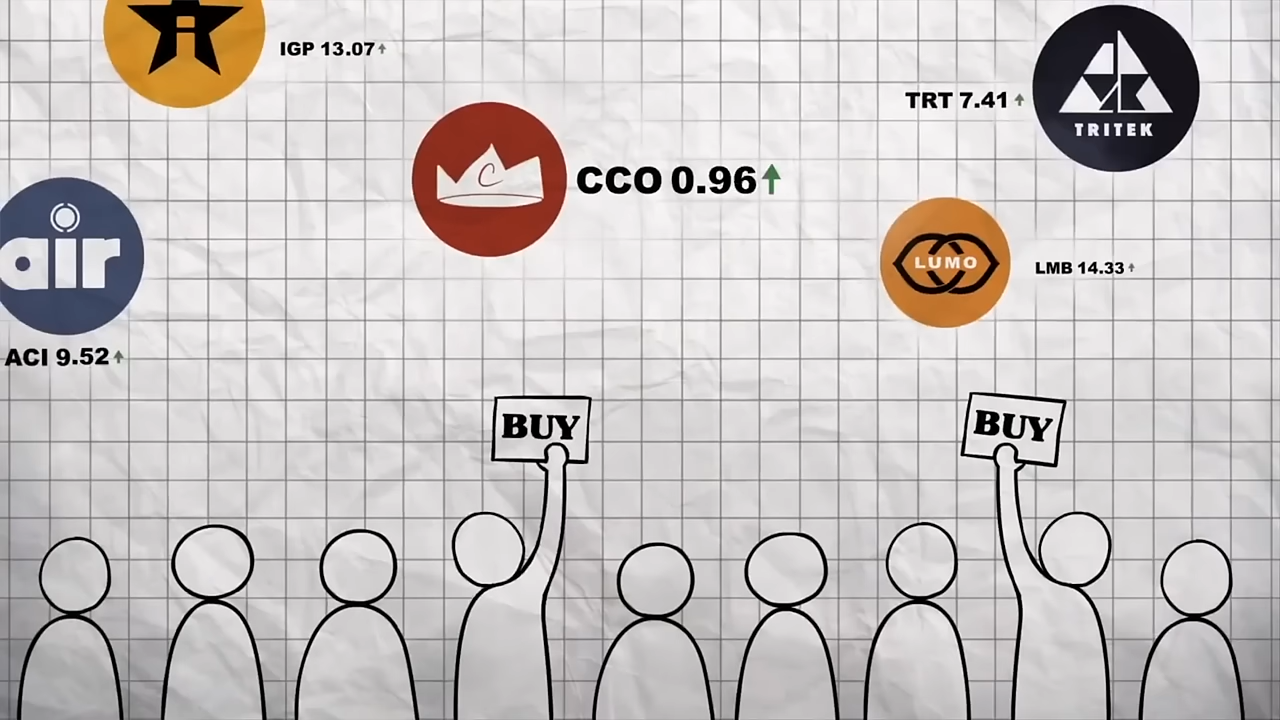 IGP 13.07
TRT 7.41
TRITEK
CCO 0.96
C
air
LUMO
LMB 14.33
ACI 9.52
BUY
BUY